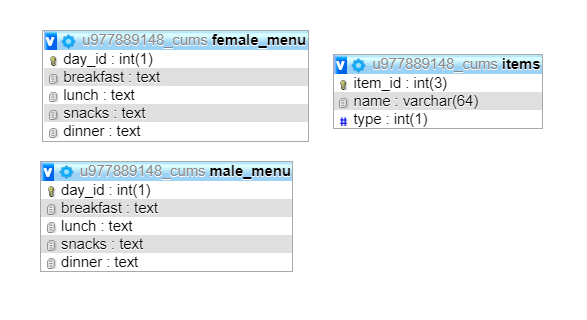 u977889148_cums female_menu
day_id : int(1)
breakfast : text
lunch : text
snacks : text
dinner : text
u977889148_cums items
item_id : int(3)
name : varchar(64)
# type : int(1)
u977889148_cums male_menu
day_id : int(1)
breakfast : text
lunch : text
snacks : text
dinner : text